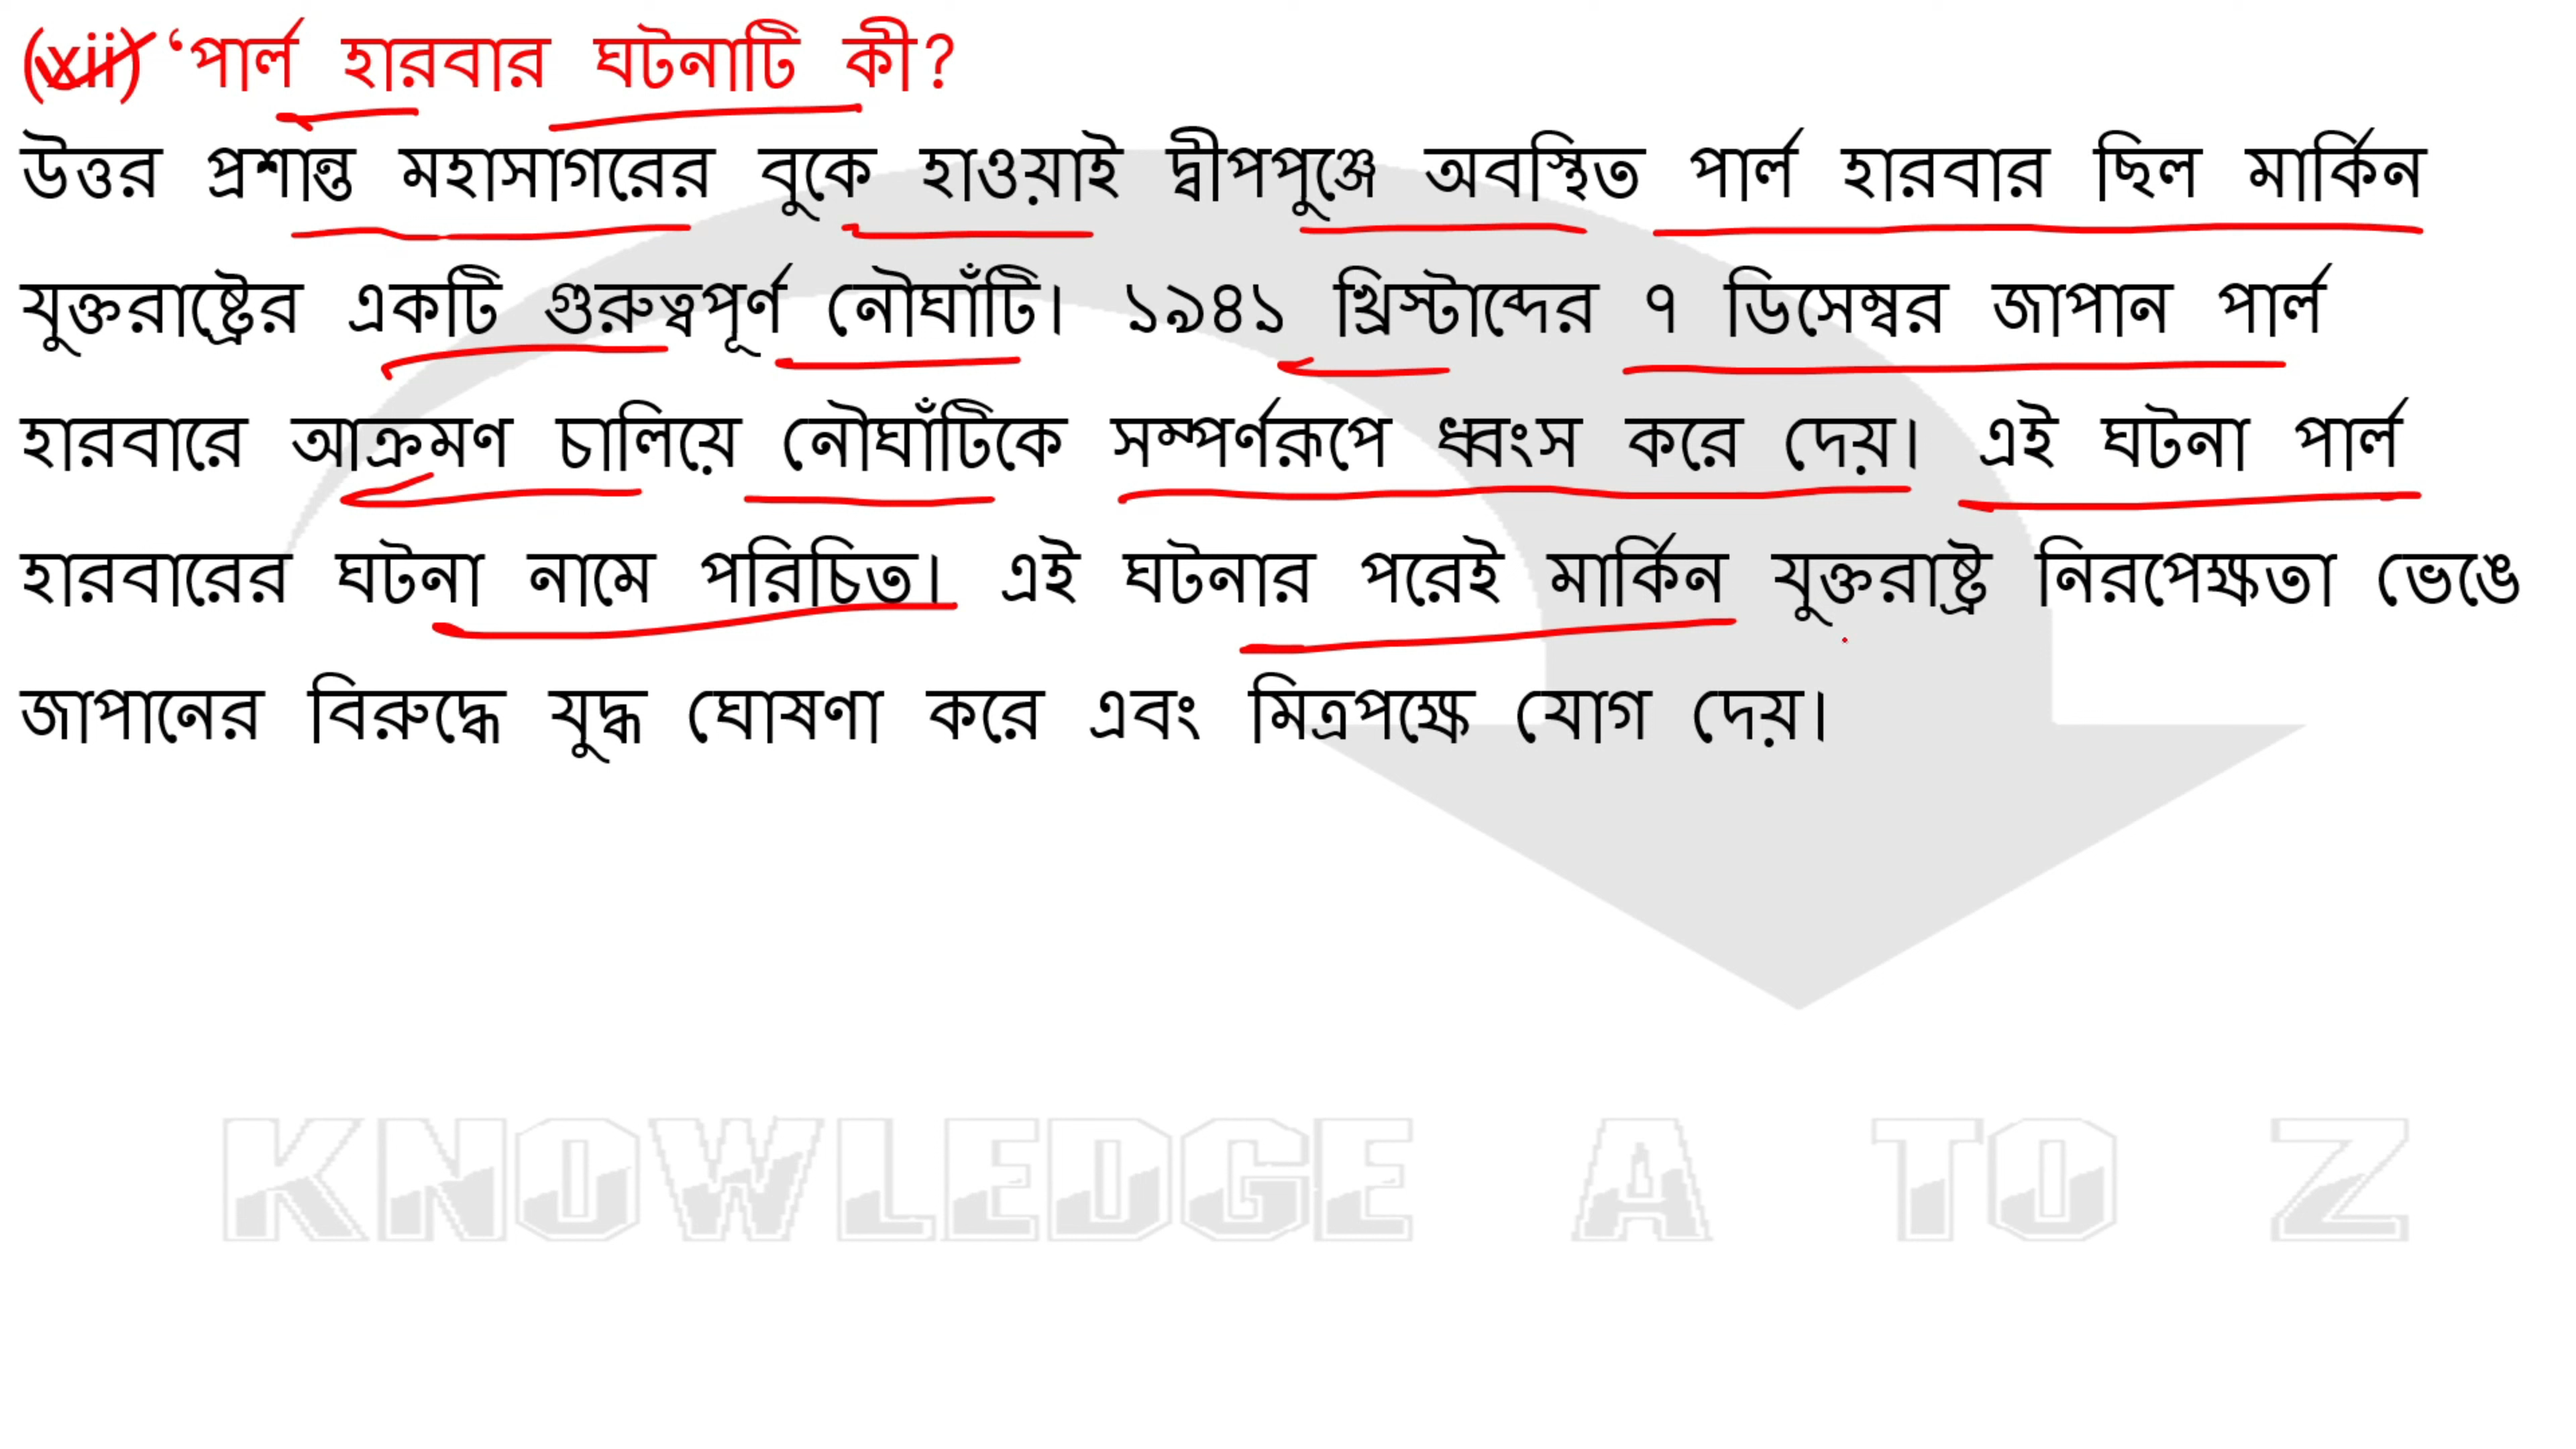 (xii) ‘পার্ল হারবার ঘটনাটি কী?
উত্তর প্রশান্ত মহাসাগরের বুকে হাওয়াই দ্বীপপুঞ্জে অবস্থিত পার্ল হারবার ছিল মার্কিন
যুক্তরাষ্ট্রের একটি গুরুত্বপূর্ণ নৌঘাঁটি। ১৯৪১ খ্রিস্টাব্দের ৭ ডিসেম্বর জাপান পার্ল
হারবারে আক্রমণ চালিয়ে নৌঘাঁটিকে সম্পর্ণরূপে ধ্বংস করে দেয়। এই ঘটনা পার্ল
হারবারের ঘটনা নামে পরিচিত। এই ঘটনার পরেই মার্কিন যুক্তরাষ্ট্র নিরপেক্ষতা ভেঙে
জাপানের বিরুদ্ধে যুদ্ধ ঘোষণা করে এবং মিত্রপক্ষে যোগ দেয়।
KNOWLEDGE A TO Z